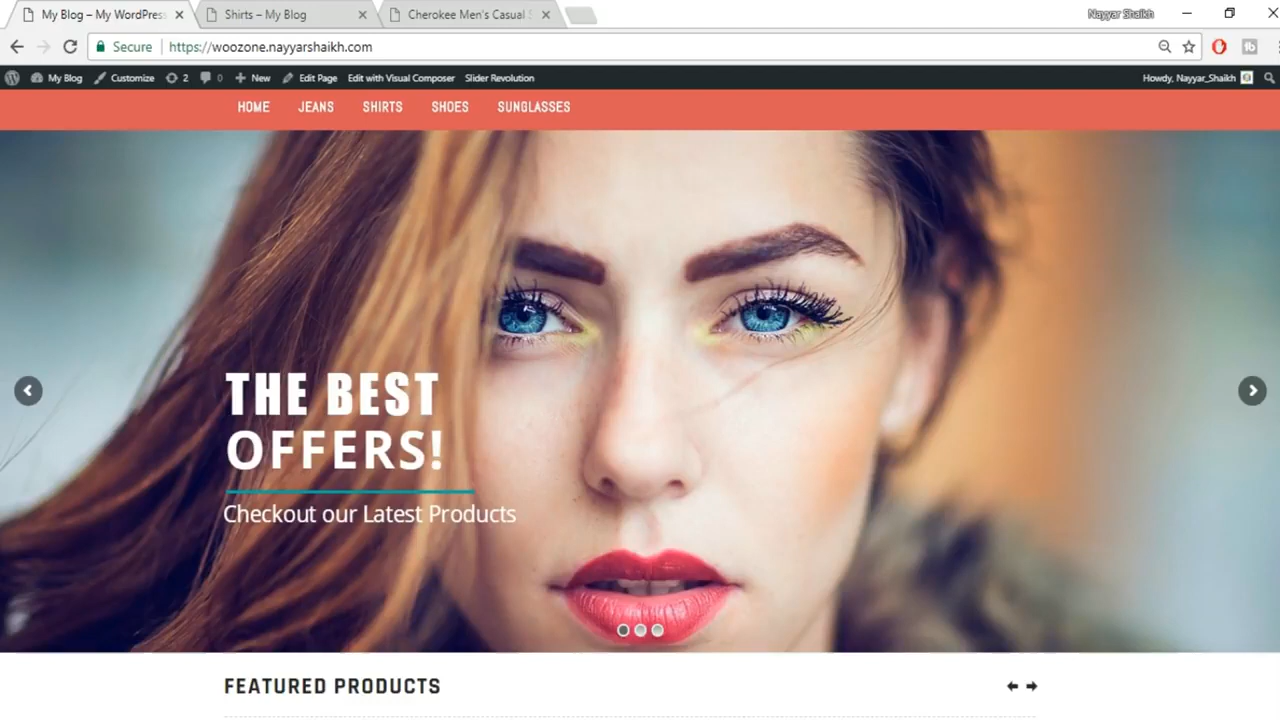 My Blog – My WordPress
Shirts – My Blog
Cherokee Men's Casual S
Nayyar Shaikh
Secure
https://woozone.nayyarshaikh.com
My Blog
Customize
2
0
New
Edit Page
Edit with Visual Composer
Slider Revolution
Howdy, Nayyar_Shaikh
HOME
JEANS
SHIRTS
SHOES
SUNGLASSES
THE BEST
OFFERS!
Checkout our Latest Products
FEATURED PRODUCTS